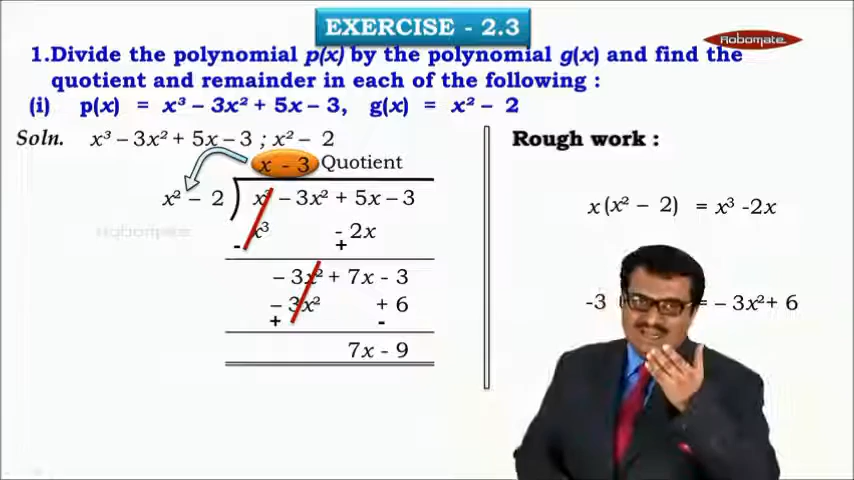 EXERCISE - 2.3
Robomate
1.Divide the polynomial p(x) by the polynomial g(x) and find the
quotient and remainder in each of the following :
(i) p(x) = x³ – 3x² + 5x – 3, g(x) = x² – 2
Soln. x³ – 3x² + 5x – 3 ; x² – 2
Rough work :
x - 3 Quotient
x² – 2 ) x³ – 3x² + 5x – 3
x (x² – 2) = x³ -2x
Robomate
x³ - 2x
- +
– 3x² + 7x - 3
-3 = – 3x²+ 6
– 3x² + 6
+ -
7x - 9